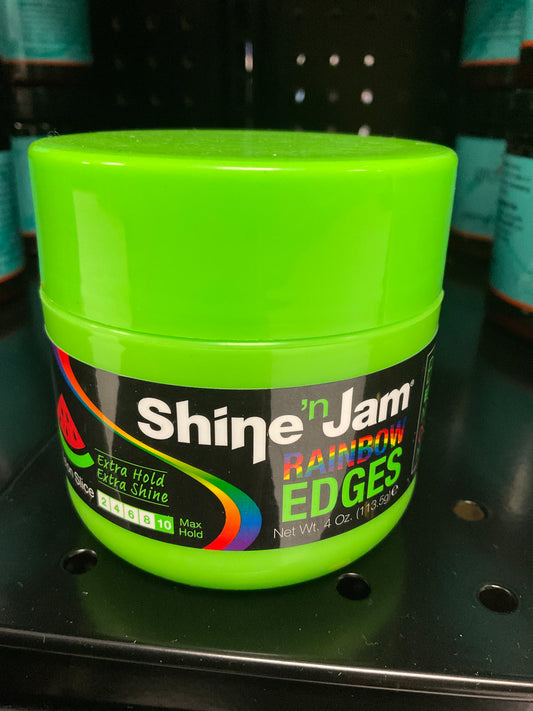 Shine 'n Jam®
RAINBOW
EDGES
Net Wt. 4 Oz. (113.5g) e
Extra Hold
Extra Shine
Slice
2 4 6 8 10 Max
Hold